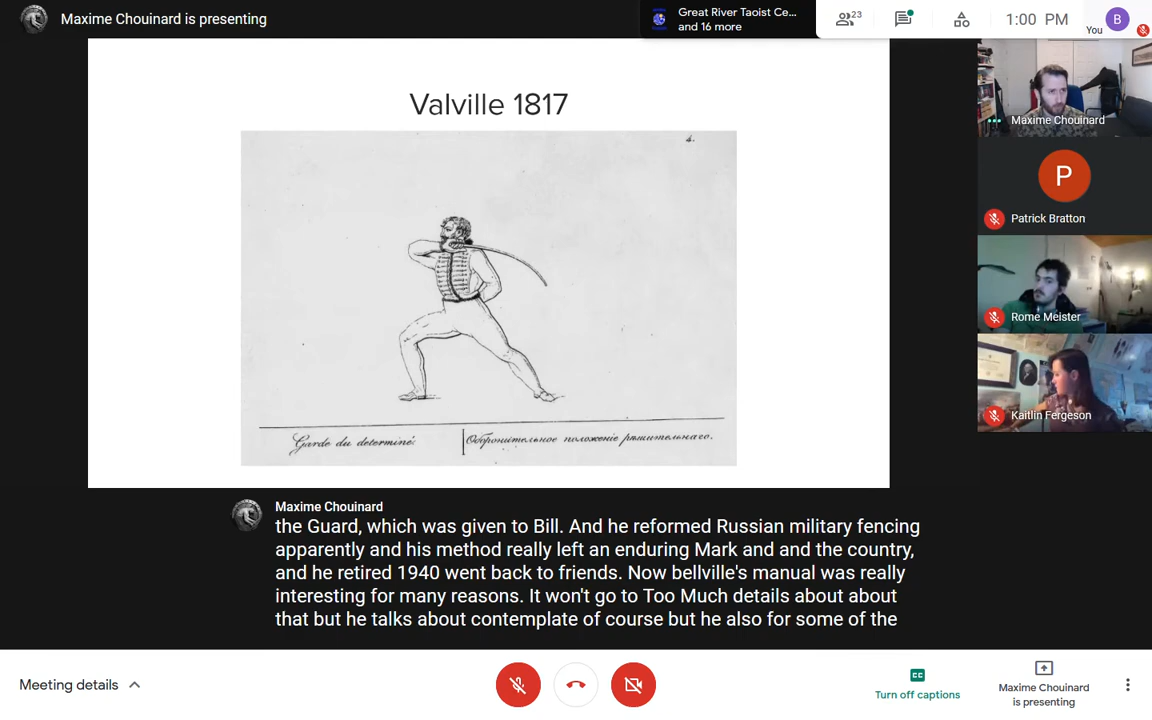 Maxime Chouinard is presenting
Great River Taoist Ce...
and 16 more
23
1:00 PM
You
B
Valville 1817
4.
Garde du determiné:
Оборонительное положенiе рѣшительнаго.
Maxime Chouinard
P
Patrick Bratton
Rome Meister
Kaitlin Fergeson
Maxime Chouinard
the Guard, which was given to Bill. And he reformed Russian military fencing
apparently and his method really left an enduring Mark and and the country,
and he retired 1940 went back to friends. Now bellville's manual was really
interesting for many reasons. It won't go to Too Much details about about
that but he talks about contemplate of course but he also for some of the
Meeting details
CC
Turn off captions
Maxime Chouinard
is presenting